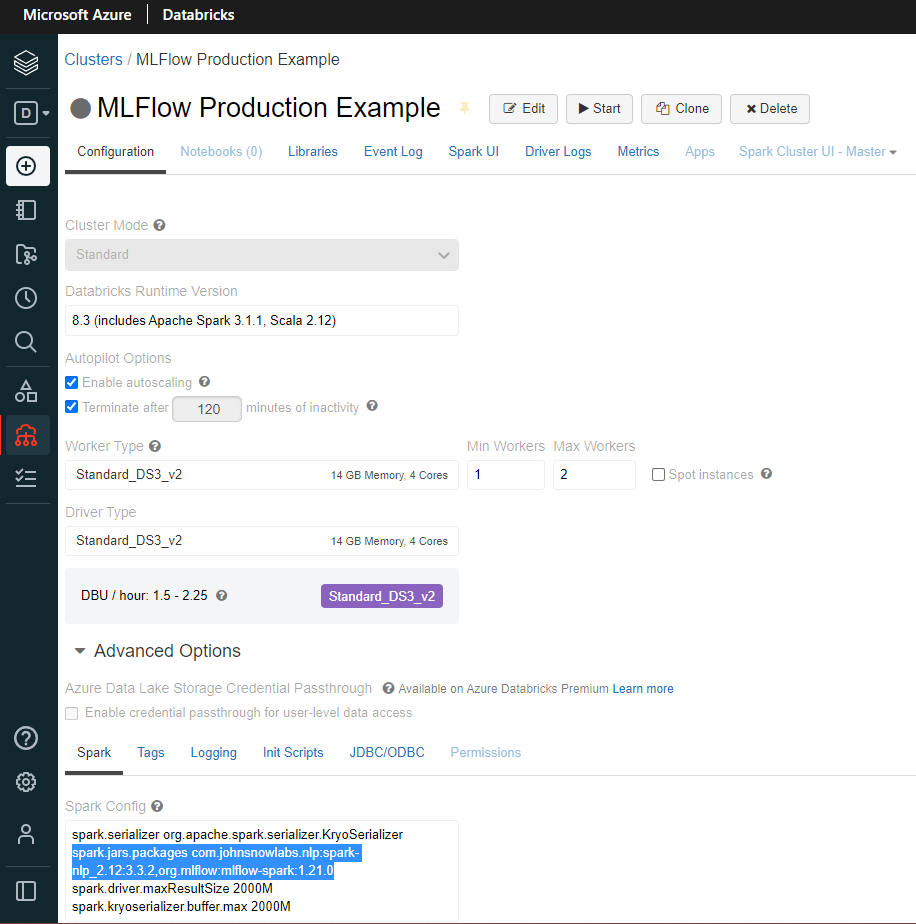 Microsoft Azure | Databricks
Clusters / MLFlow Production Example
D
MLFlow Production Example Edit Start Clone Delete
Configuration Notebooks (0) Libraries Event Log Spark UI Driver Logs Metrics Apps Spark Cluster UI - Master
Cluster Mode
Standard
Databricks Runtime Version
8.3 (includes Apache Spark 3.1.1, Scala 2.12)
Autopilot Options
Enable autoscaling
Terminate after 120 minutes of inactivity
Worker Type Min Workers Max Workers
Standard_DS3_v2 14 GB Memory, 4 Cores 1 2 Spot instances
Driver Type
Standard_DS3_v2 14 GB Memory, 4 Cores
DBU / hour: 1.5 - 2.25 Standard_DS3_v2
Advanced Options
Azure Data Lake Storage Credential Passthrough Available on Azure Databricks Premium Learn more
Enable credential passthrough for user-level data access
Spark Tags Logging Init Scripts JDBC/ODBC Permissions
Spark Config
spark.serializer org.apache.spark.serializer.KryoSerializer
spark.jars.packages com.johnsnowlabs.nlp:spark-
nlp_2.12:3.3.2,org.mlflow:mlflow-spark:1.21.0
spark.driver.maxResultSize 2000M
spark.kryoserializer.buffer.max 2000M